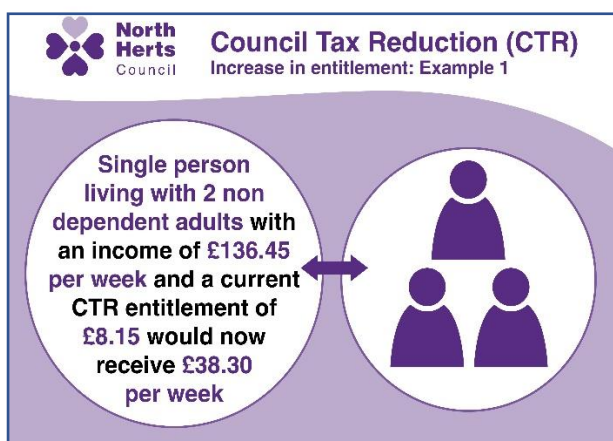 North
Herts
Council
Council Tax Reduction (CTR)
Increase in entitlement: Example 1
Single person
living with 2 non
dependent adults with
an income of £136.45
per week and a current
CTR entitlement of
£8.15 would now
receive £38.30
per week